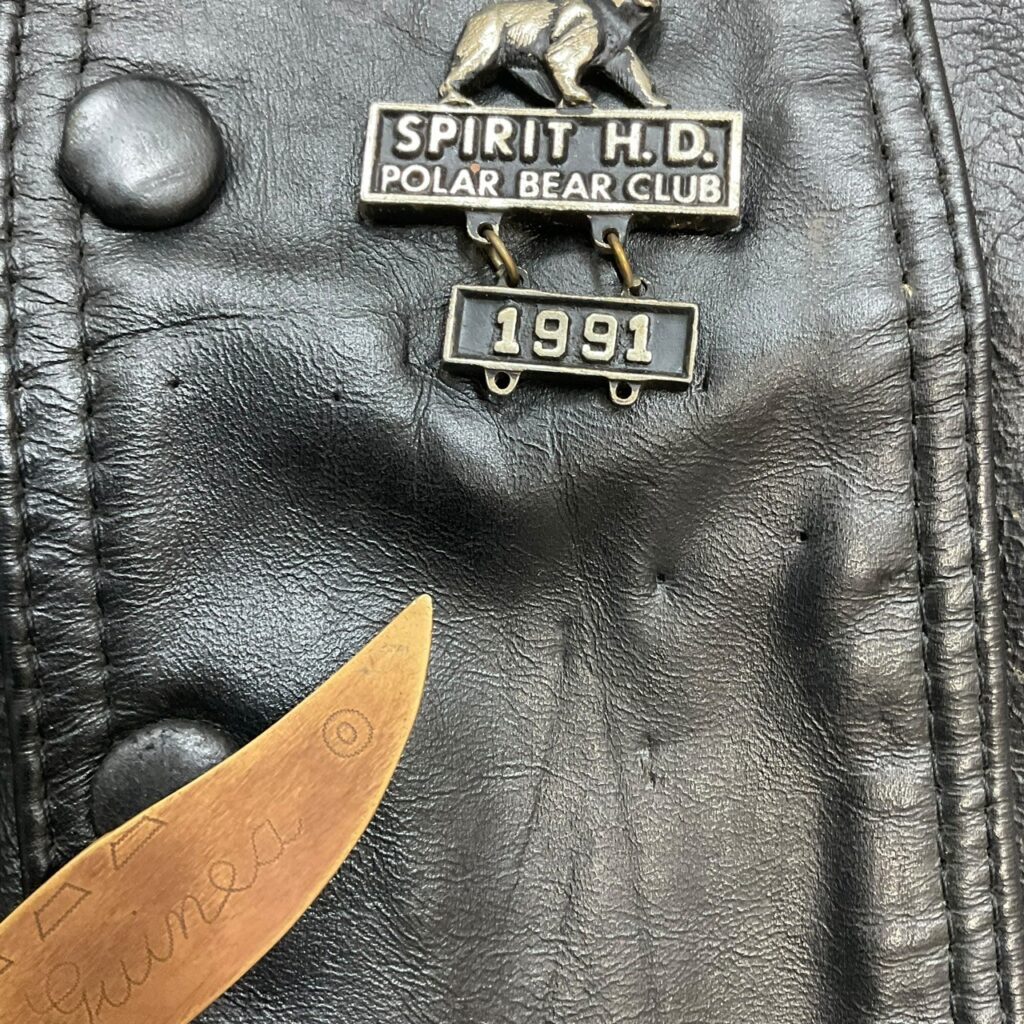 SPIRIT H.D.
POLAR BEAR CLUB
1991
Guinea